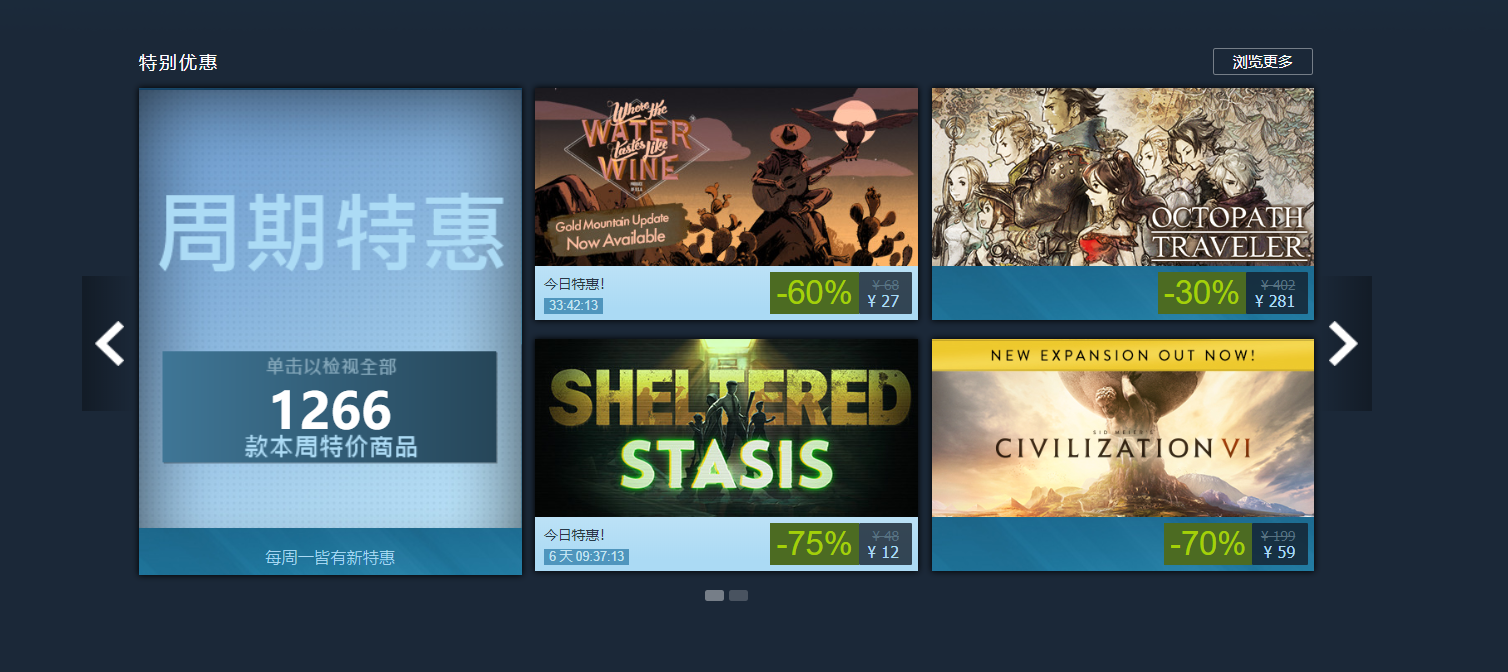 特别优惠
浏览更多
周期特惠
单击以检视全部
1266
款本周特价商品
每周一皆有新特惠
Where the
WATER
tastes Like
WINE
Gold Mountain Update
Now Available
今日特惠!
33:42:13
-60%
¥ 68
¥ 27
OCTOPATH
TRAVELER
-30%
¥ 402
¥ 281
SHELTERED
STASIS
今日特惠!
6 天 09:37:13
-75%
¥ 48
¥ 12
NEW EXPANSION OUT NOW!
SID MEIER'S
CIVILIZATION VI
-70%
¥ 199
¥ 59